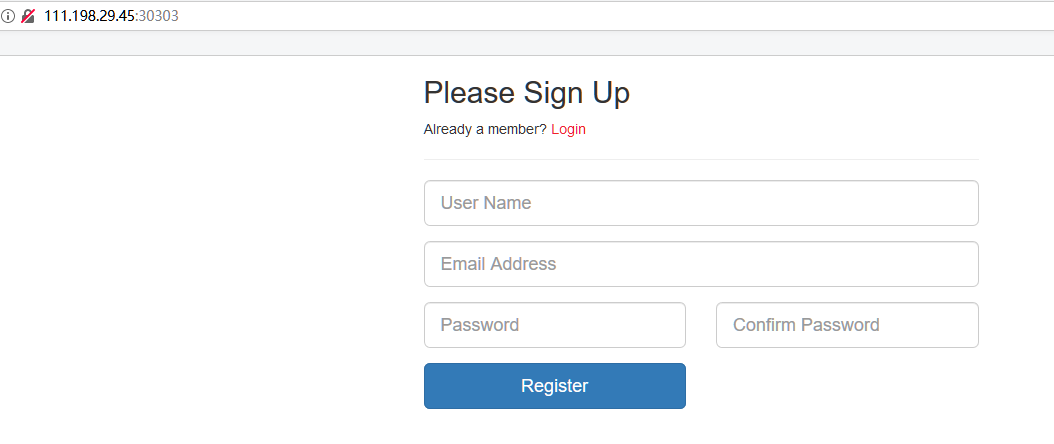 111.198.29.45:30303
Please Sign Up
Already a member? Login
User Name
Email Address
Password Confirm Password
Register